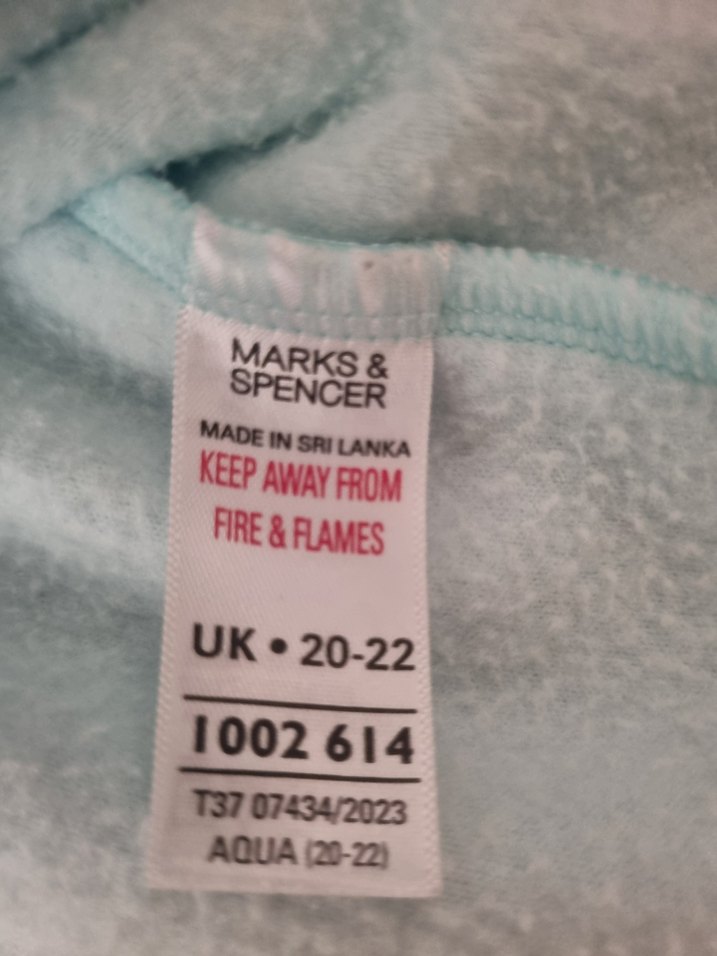 MARKS &
SPENCER
MADE IN SRI LANKA
KEEP AWAY FROM
FIRE & FLAMES
UK • 20-22
1002 614
T37 07434/2023
AQUA (20-22)